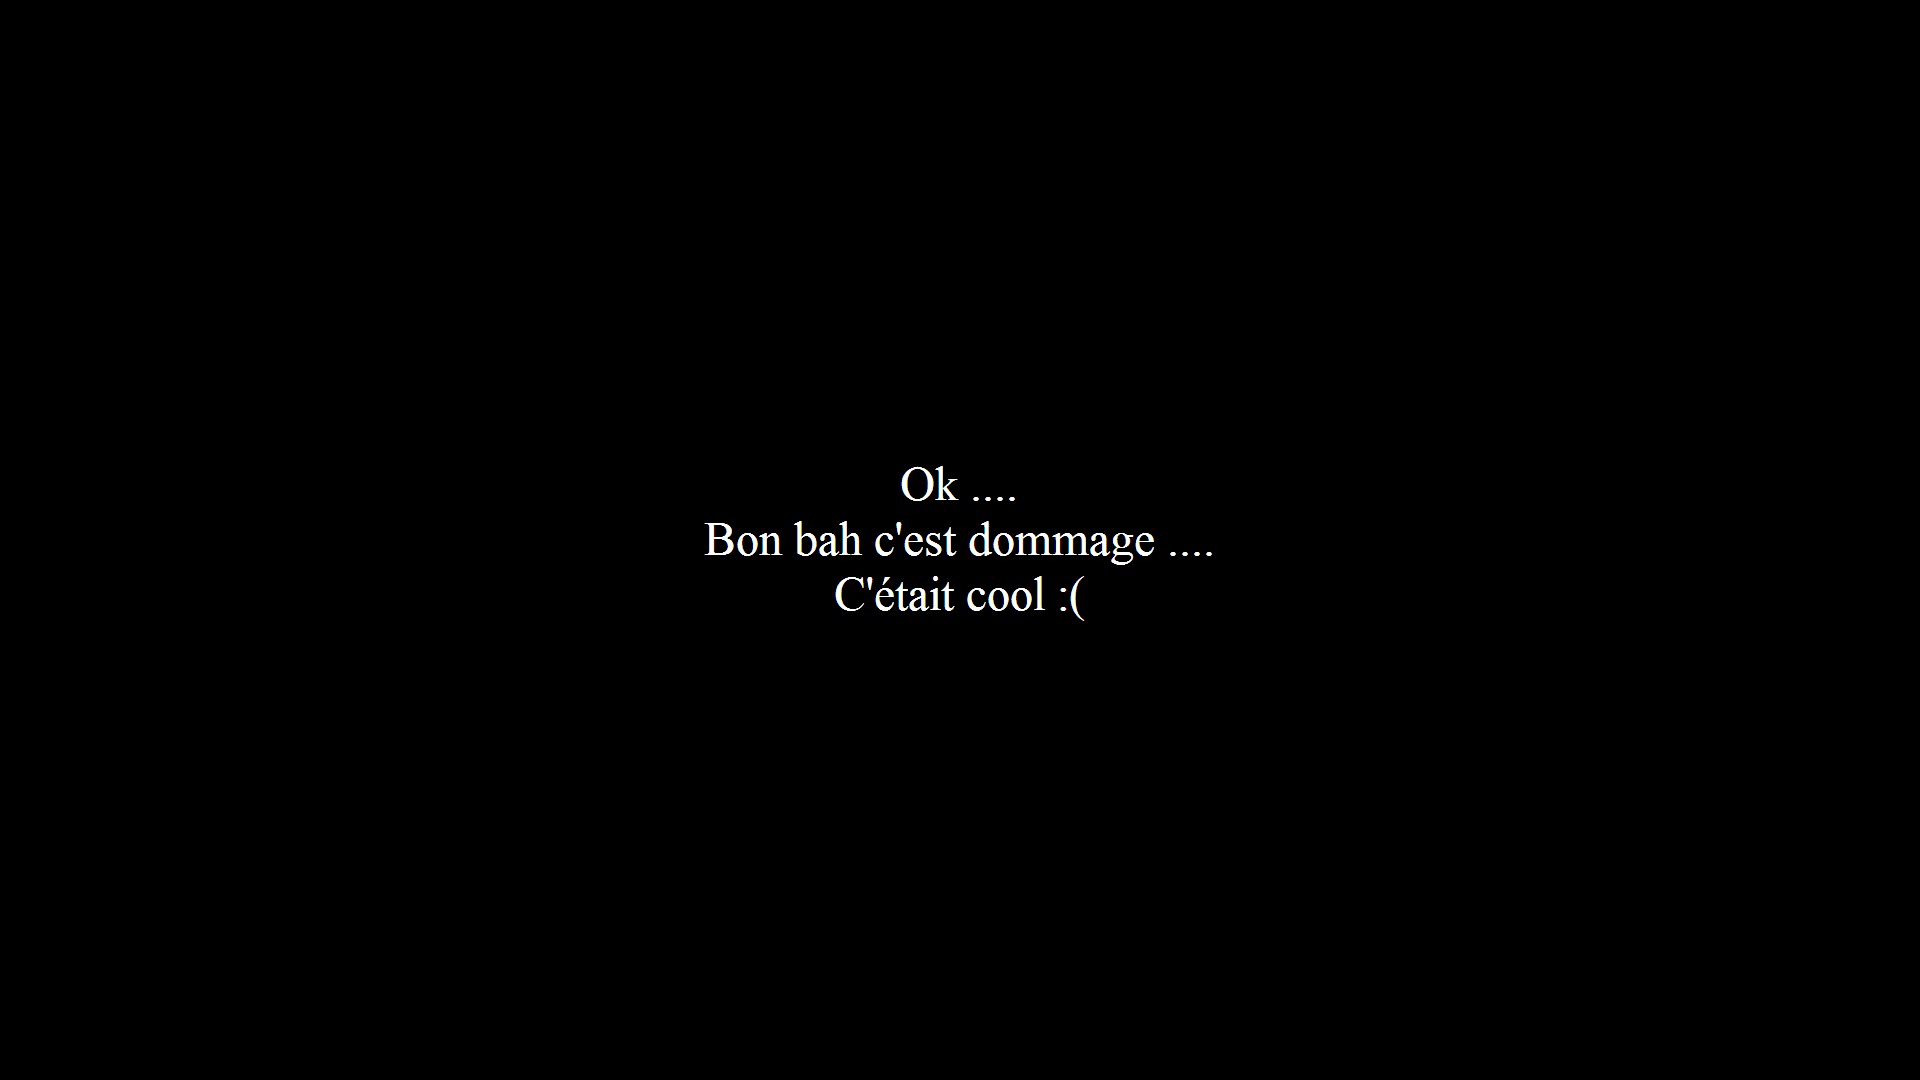 Ok ....
Bon bah c'est dommage ....
C'était cool :(